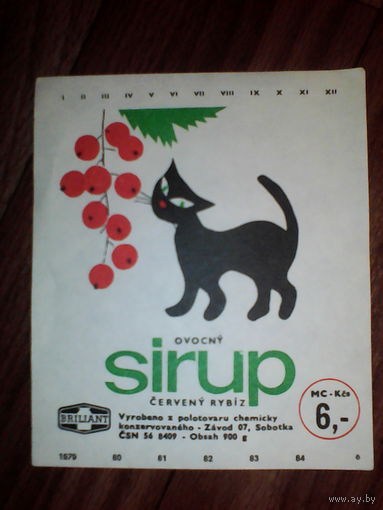 I II III IV V VI VII VIII IX X XI XII
OVOCNÝ
sirup
ČERVENÝ RYBÍZ
BRILIANT
Vyrobeno z polotovaru chemicky
konzervovaného - Závod 07, Sobotka
ČSN 56 8409 - Obsah 900 g
MC - Kčs
6,-
1979 80 81 82 83 84 6
www.ay.by